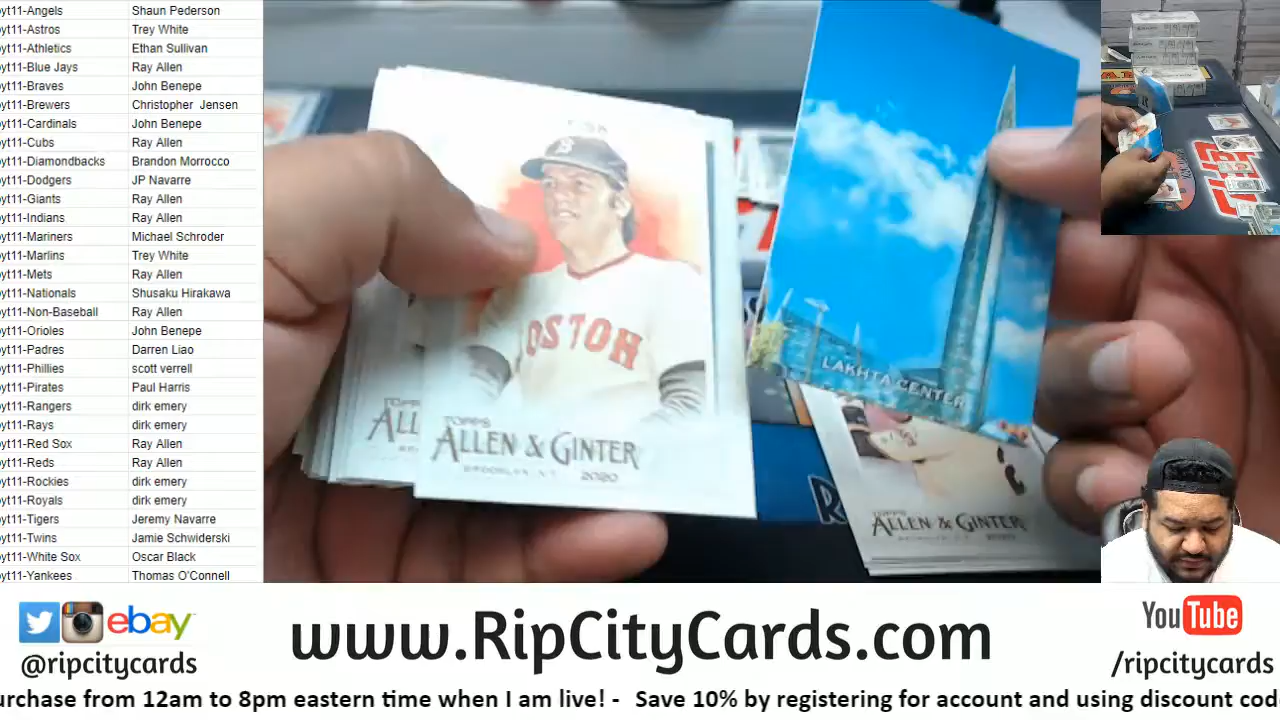 yt11-Angels Shaun Pederson
yt11-Astros Trey White
yt11-Athletics Ethan Sullivan
yt11-Blue Jays Ray Allen
yt11-Braves John Benepe
yt11-Brewers Christopher Jensen
yt11-Cardinals John Benepe
yt11-Cubs Ray Allen
yt11-Diamondbacks Brandon Morrocco
yt11-Dodgers JP Navarre
yt11-Giants Ray Allen
yt11-Indians Ray Allen
yt11-Mariners Michael Schroder
yt11-Marlins Trey White
yt11-Mets Ray Allen
yt11-Nationals Shusaku Hirakawa
yt11-Non-Baseball Ray Allen
yt11-Orioles John Benepe
yt11-Padres Darren Liao
yt11-Phillies scott verrell
yt11-Pirates Paul Harris
yt11-Rangers dirk emery
yt11-Rays dirk emery
yt11-Red Sox Ray Allen
yt11-Reds Ray Allen
yt11-Rockies dirk emery
yt11-Royals dirk emery
yt11-Tigers Jeremy Navarre
yt11-Twins Jamie Schwiderski
yt11-White Sox Oscar Black
yt11-Yankees Thomas O'Connell
B
BOSTON
TOPPS
ALLEN & GINTER
BROOKLYN, N.Y. 2020
LAKHTA CENTER
TOPPS
ALLEN & GINTER
ebay
@ripcitycards
www.RipCityCards.com
YouTube
/ripcitycards
urchase from 12am to 8pm eastern time when I am live! - Save 10% by registering for account and using discount cod